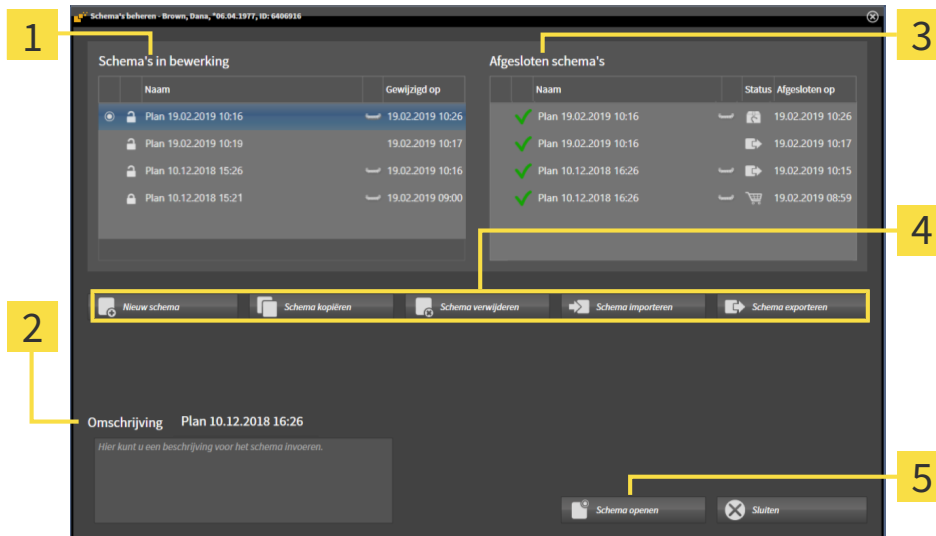 Schema's beheren - Brown, Dana, *06.04.1977, ID: 6406916
1
3
Schema's in bewerking
Afgesloten schema's
Naam Gewijzigd op
Naam Status Afgesloten op
Plan 19.02.2019 10:16 19.02.2019 10:26
Plan 19.02.2019 10:16 19.02.2019 10:26
Plan 19.02.2019 10:19 19.02.2019 10:17
Plan 19.02.2019 10:16 19.02.2019 10:17
Plan 10.12.2018 15:26 19.02.2019 10:16
Plan 10.12.2018 16:26 19.02.2019 10:15
Plan 10.12.2018 15:21 19.02.2019 09:00
Plan 10.12.2018 16:26 19.02.2019 08:59
4
Nieuw schema Schema kopiëren Schema verwijderen Schema importeren Schema exporteren
2
Omschrijving Plan 10.12.2018 16:26
Hier kunt u een beschrijving voor het schema invoeren.
5
Schema openen Sluiten